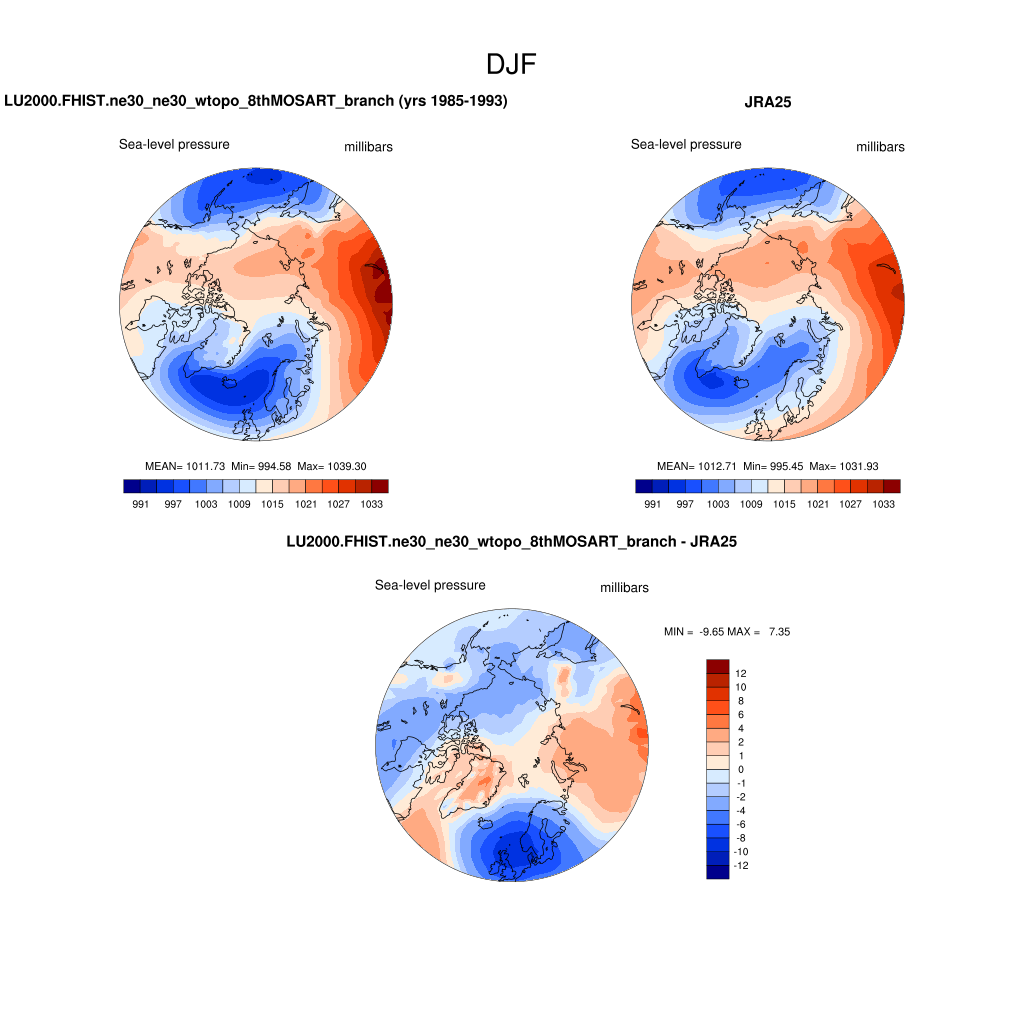 DJF
LU2000.FHIST.ne30_ne30_wtopo_8thMOSART_branch (yrs 1985-1993)
Sea-level pressure millibars
MEAN= 1011.73 Min= 994.58 Max= 1039.30
991 997 1003 1009 1015 1021 1027 1033
JRA25
Sea-level pressure millibars
MEAN= 1012.71 Min= 995.45 Max= 1031.93
991 997 1003 1009 1015 1021 1027 1033
LU2000.FHIST.ne30_ne30_wtopo_8thMOSART_branch - JRA25
Sea-level pressure millibars
MIN = -9.65 MAX = 7.35
12
10
8
6
4
2
1
0
-1
-2
-4
-6
-8
-10
-12